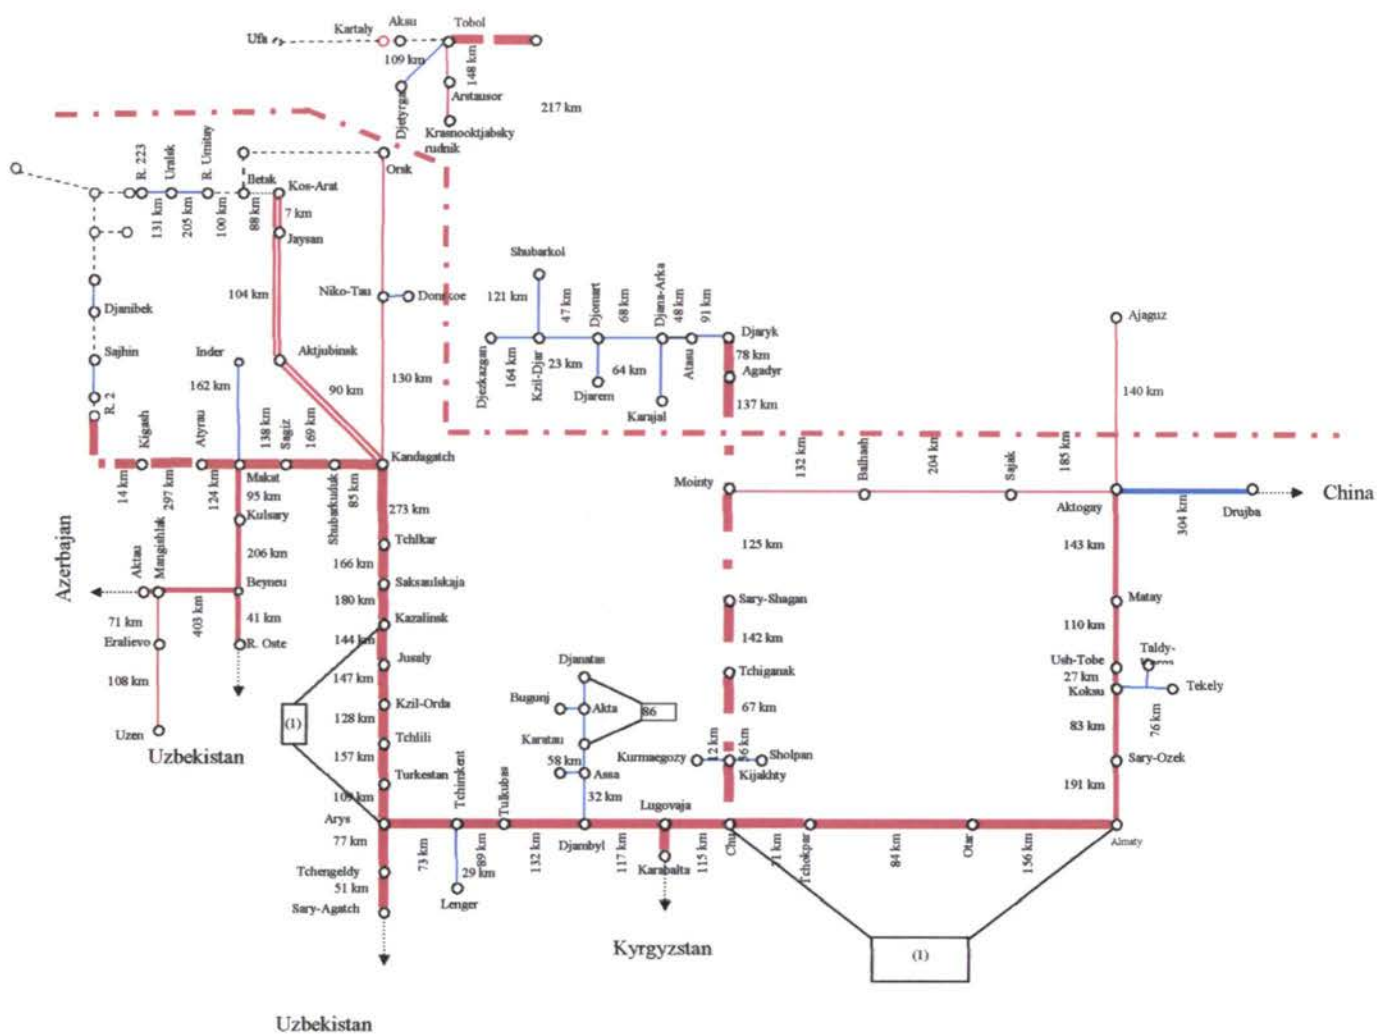 Kartaly
Aksu
Tobol
Ufa
109 km
148 km
Djetyrga
Arstausor
217 km
Krasnooktjabsky
rudnik
R. 223
Uralsk
R. Umitay
Iletsk
Kos-Arat
Orsk
131 km
205 km
100 km
88 km
7 km
Jaysan
Shubarkol
104 km
Niko-Tau
Donskoe
121 km
47 km
Djomart
68 km
Djana-Arka
48 km
91 km
Djanibek
Djaryk
Ajaguz
Sajhin
Inder
Aktjubinsk
Djezkazgan
164 km
Kzil-Djar
23 km
Djarem
64 km
Karajal
Atasu
78 km
Agadyr
162 km
90 km
130 km
137 km
140 km
R. 2
Kigash
Atyrau
138 km
Sagiz
169 km
132 km
Balhash
204 km
Sajak
185 km
Kandagatch
14 km
297 km
124 km
Makat
95 km
Shubarkuduk
85 km
Mointy
Aktogay
304 km
Drujba
China
Kulsary
273 km
Tchlkar
125 km
143 km
206 km
166 km
Azerbajan
Aktau
Mangishlak
Beyneu
Saksaulskaja
Sary-Shagan
Matay
71 km
403 km
41 km
180 km
Kazalinsk
142 km
110 km
Eralievo
R. Oste
144 km
Jusaly
Djanatas
Tchiganak
Ush-Tobe
27 km
Koksu
Taldy-
Tekely
108 km
147 km
Kzil-Orda
Bugunj
Akta
86
67 km
83 km
76 km
Uzen
(1)
128 km
Tchlili
Karatau
12 km
36 km
Uzbekistan
157 km
58 km
Kurmaegozy
Sholpan
Kijakhty
Sary-Ozek
Turkestan
109 km
Tchimkent
Tulkubas
Assa
32 km
Lugovaja
191 km
Arys
77 km
73 km
89 km
132 km
Djambyl
117 km
Karabalta
115 km
Chu
71 km
Tchokpar
84 km
Otar
156 km
Almaty
Tchengeldy
51 km
29 km
Lenger
Sary-Agatch
Kyrgyzstan
(1)
Uzbekistan